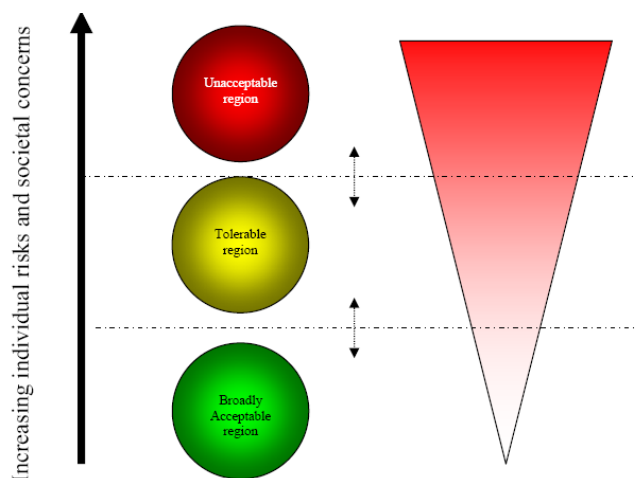 Increasing individual risks and societal concerns
Unacceptable
region
Tolerable
region
Broadly
Acceptable
region